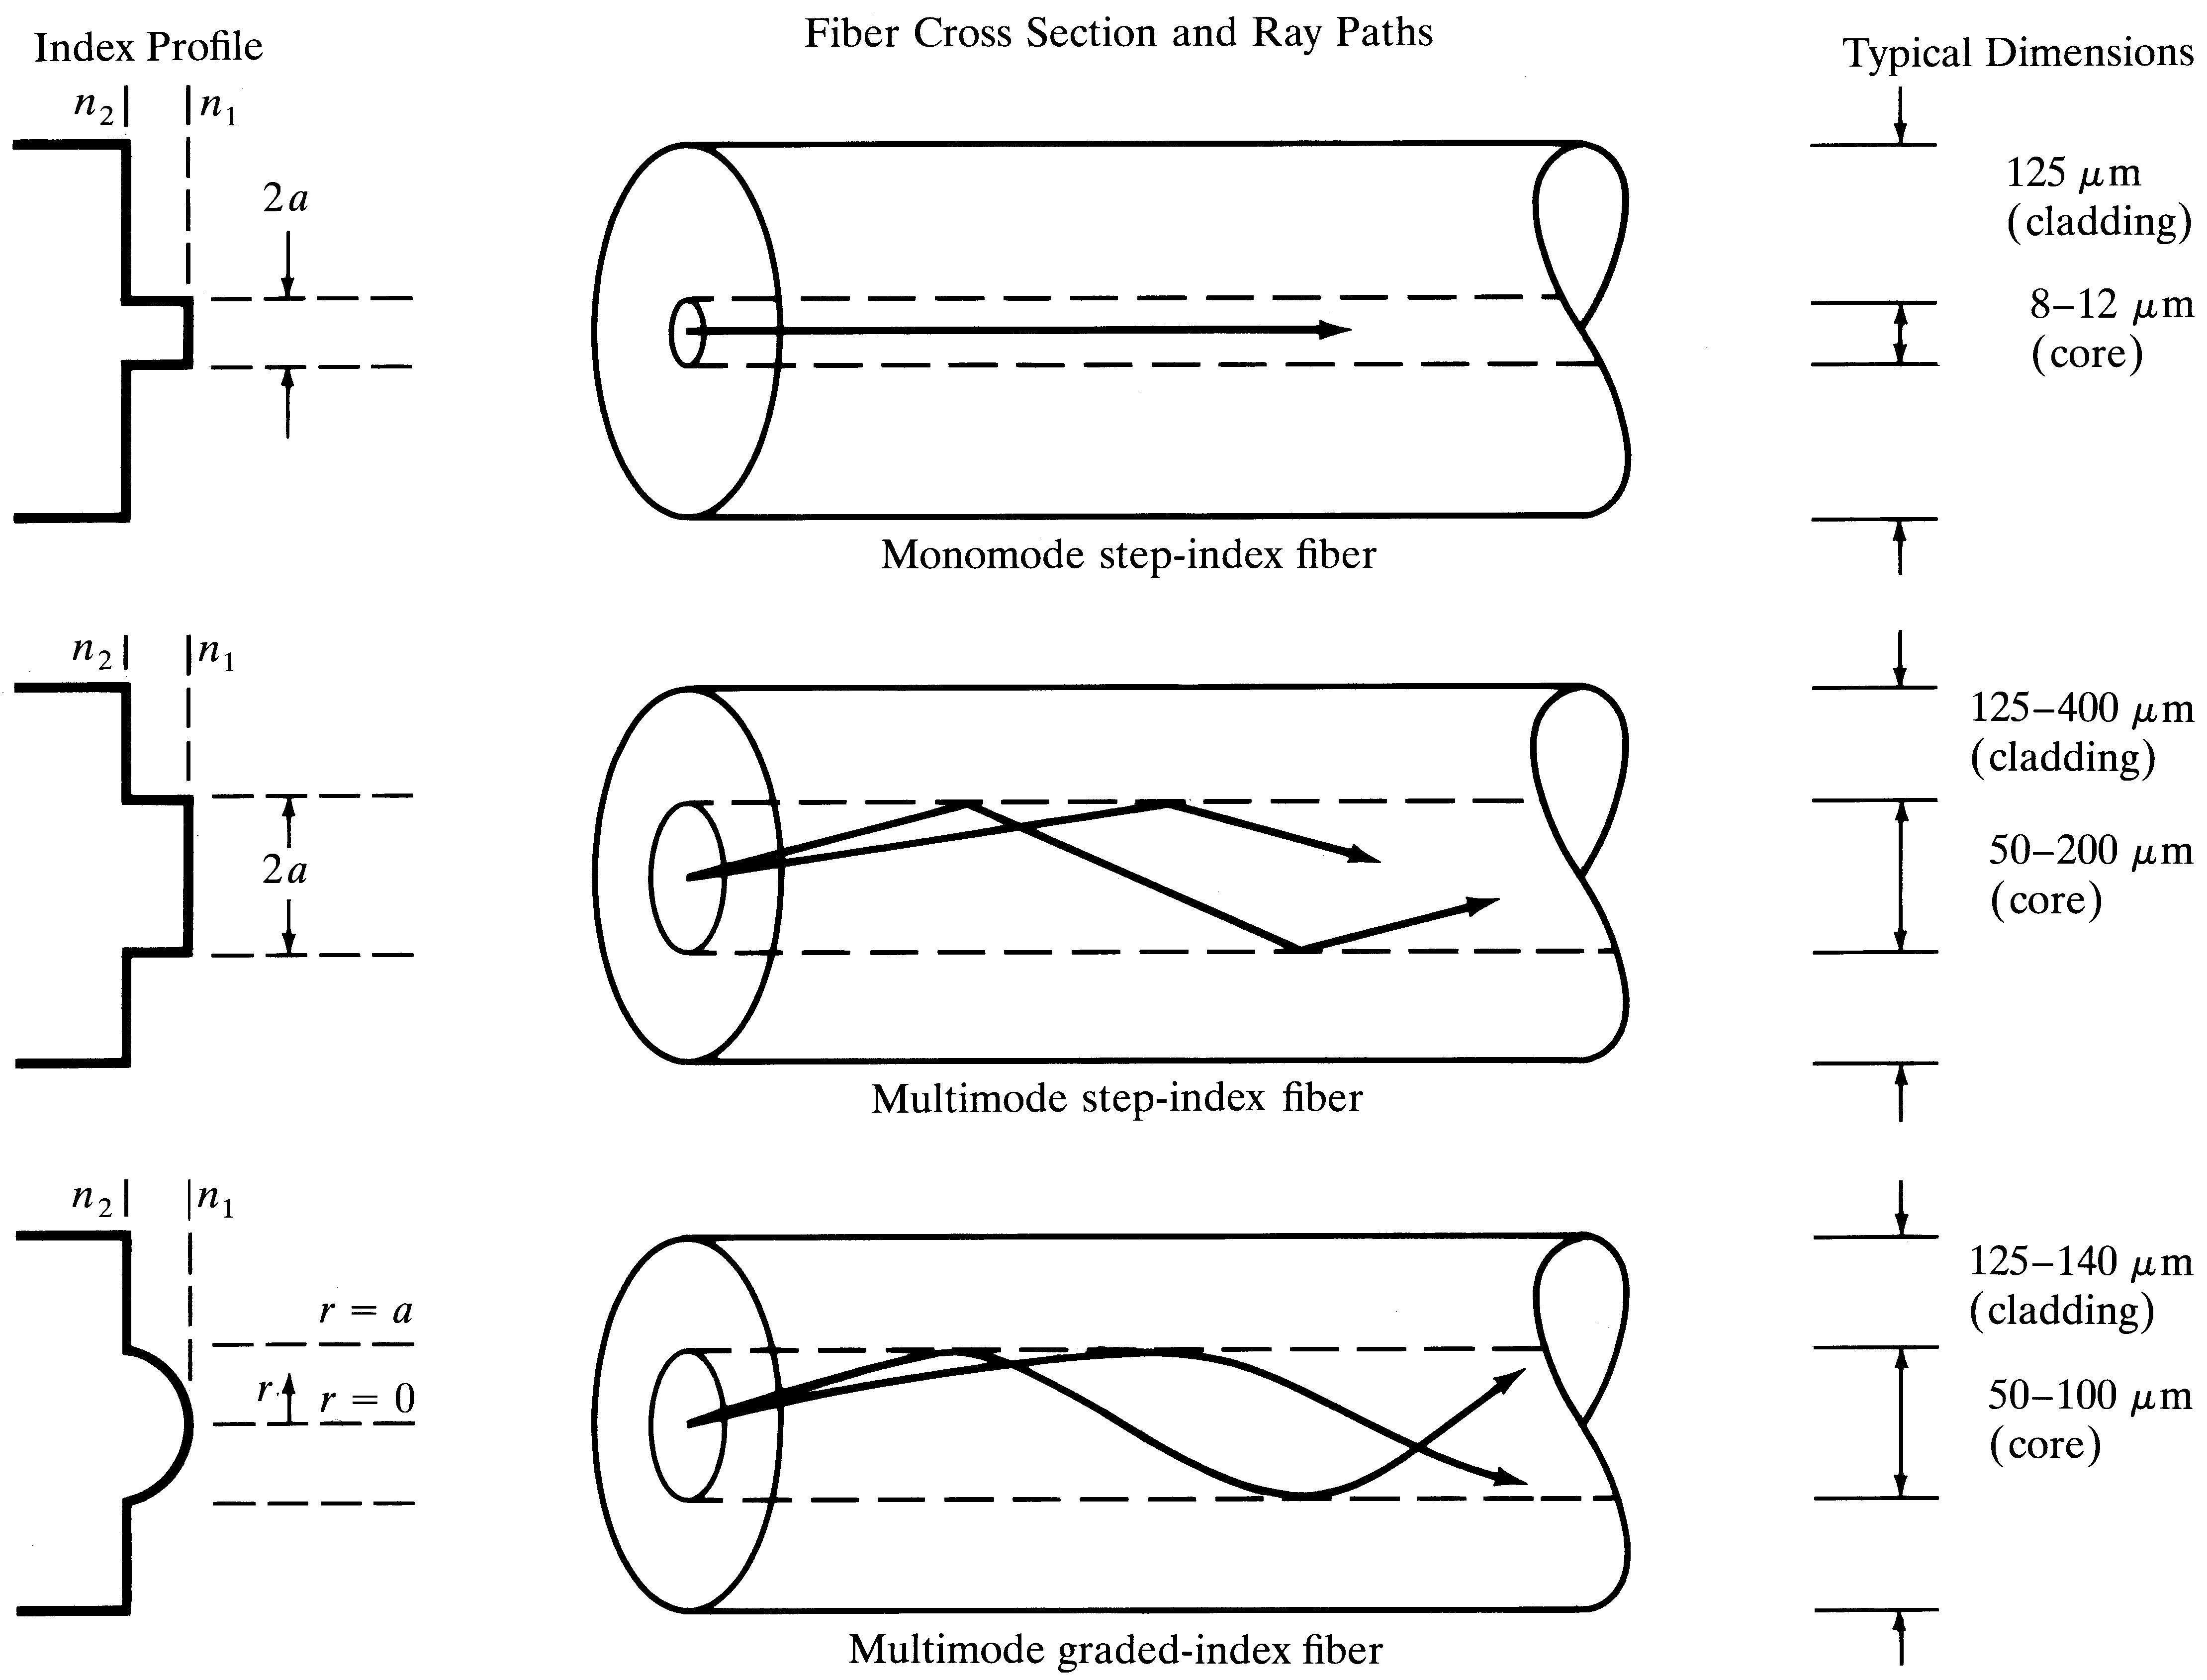 Index Profile
Fiber Cross Section and Ray Paths
Typical Dimensions
n₂ n₁
2a
125 μm
(cladding)
8–12 μm
(core)
Monomode step-index fiber
n₂ n₁
2a
125–400 μm
(cladding)
50–200 μm
(core)
Multimode step-index fiber
n₂ n₁
r = a
r
r = 0
125–140 μm
(cladding)
50–100 μm
(core)
Multimode graded-index fiber